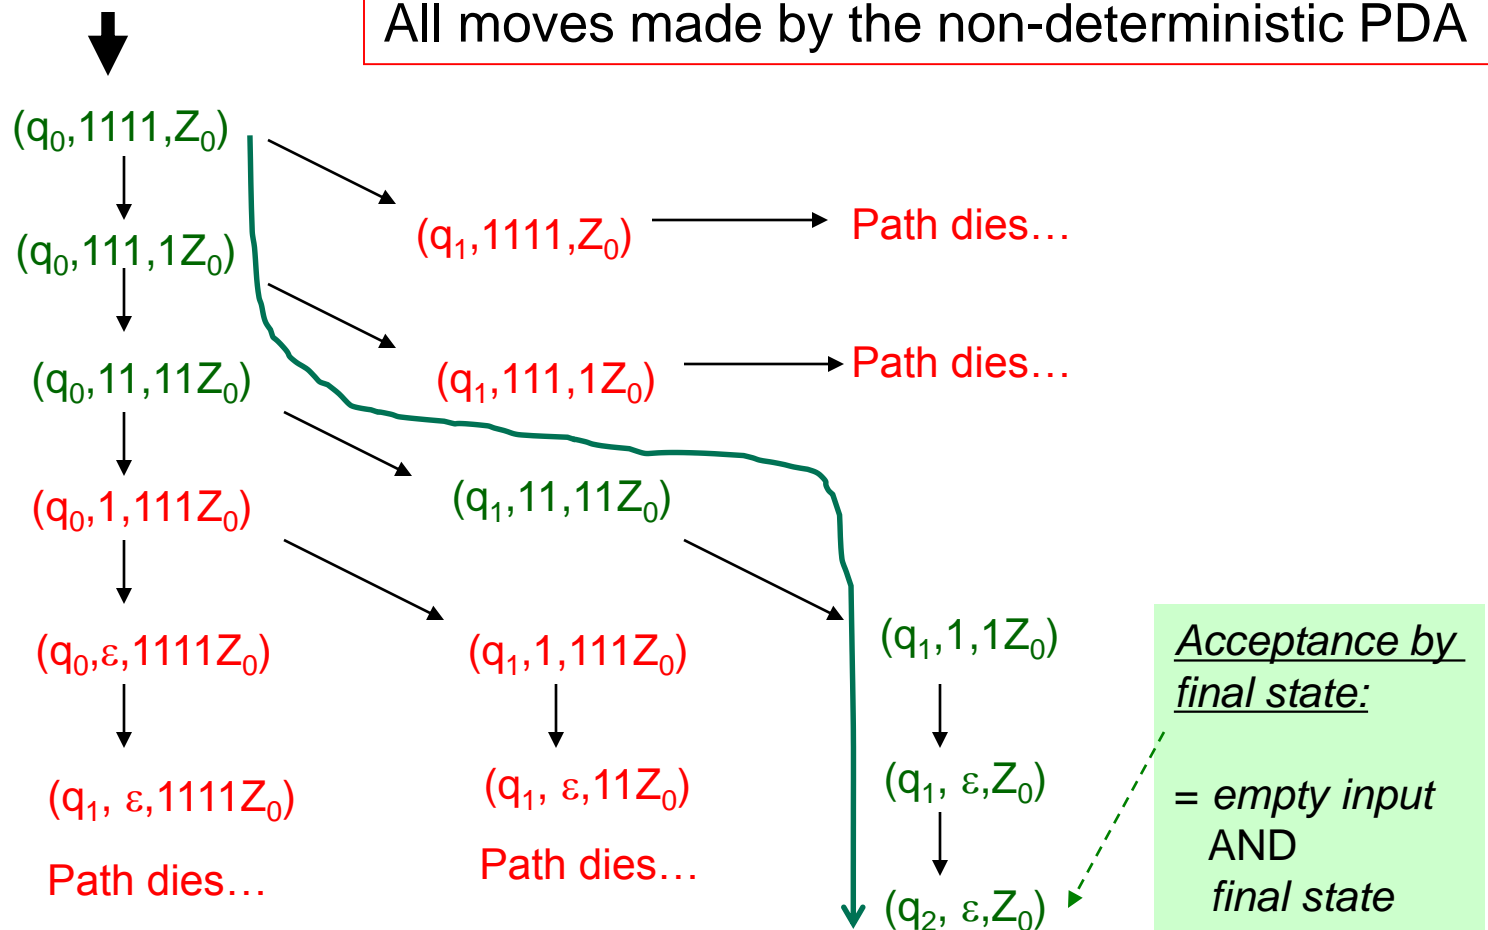 All moves made by the non-deterministic PDA
(q₀,1111,Z₀)
(q₁,1111,Z₀)
Path dies…
(q₀,111,1Z₀)
(q₁,111,1Z₀)
Path dies…
(q₀,11,11Z₀)
(q₁,11,11Z₀)
(q₀,1,111Z₀)
(q₀,ε,1111Z₀)
(q₁,1,111Z₀)
(q₁,1,1Z₀)
(q₁, ε,1111Z₀)
(q₁, ε,11Z₀)
(q₁, ε,Z₀)
Path dies…
Path dies…
(q₂, ε,Z₀)
Acceptance by
final state:
= empty input
AND
final state